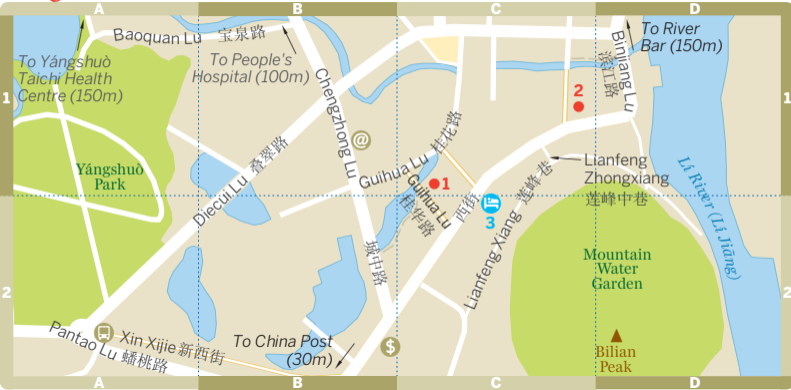 A
B
C
D
Baoquan Lu 宝泉路
To Yángshuò
Taichi Health
Centre (150m)
To People's
Hospital (100m)
To River
Bar (150m)
Binjiang Lu
滨江路
1
1
2
Chengzhong Lu
@
Yángshuò
Park
Diecui Lu 叠翠路
Guihua Lu 桂花路
1
Guihua Lu
桂华路
西街
3
Lianfeng
Zhongxiang
莲峰中巷
Lianfeng Xiang 莲峰巷
Li River (Lí Jiāng)
城中路
Mountain
Water
Garden
2
2
Pantao Lu 蟠桃路
Xin Xijie 新西街
To China Post
(30m)
$
Bilian
Peak
A
B
C
D